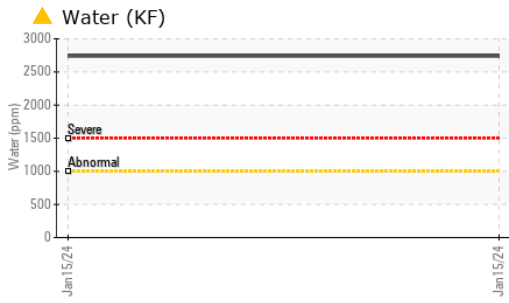 Water (KF)
3000
2500
2000
1500
1000
500
0
Water (ppm)
Severe
Abnormal
Jan15/24
Jan15/24